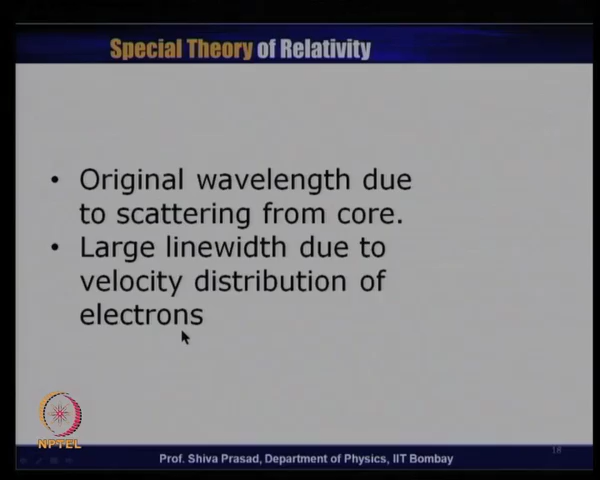 Special Theory of Relativity
• Original wavelength due
to scattering from core.
• Large linewidth due to
velocity distribution of
electrons
NPTEL
Prof. Shiva Prasad, Department of Physics, IIT Bombay